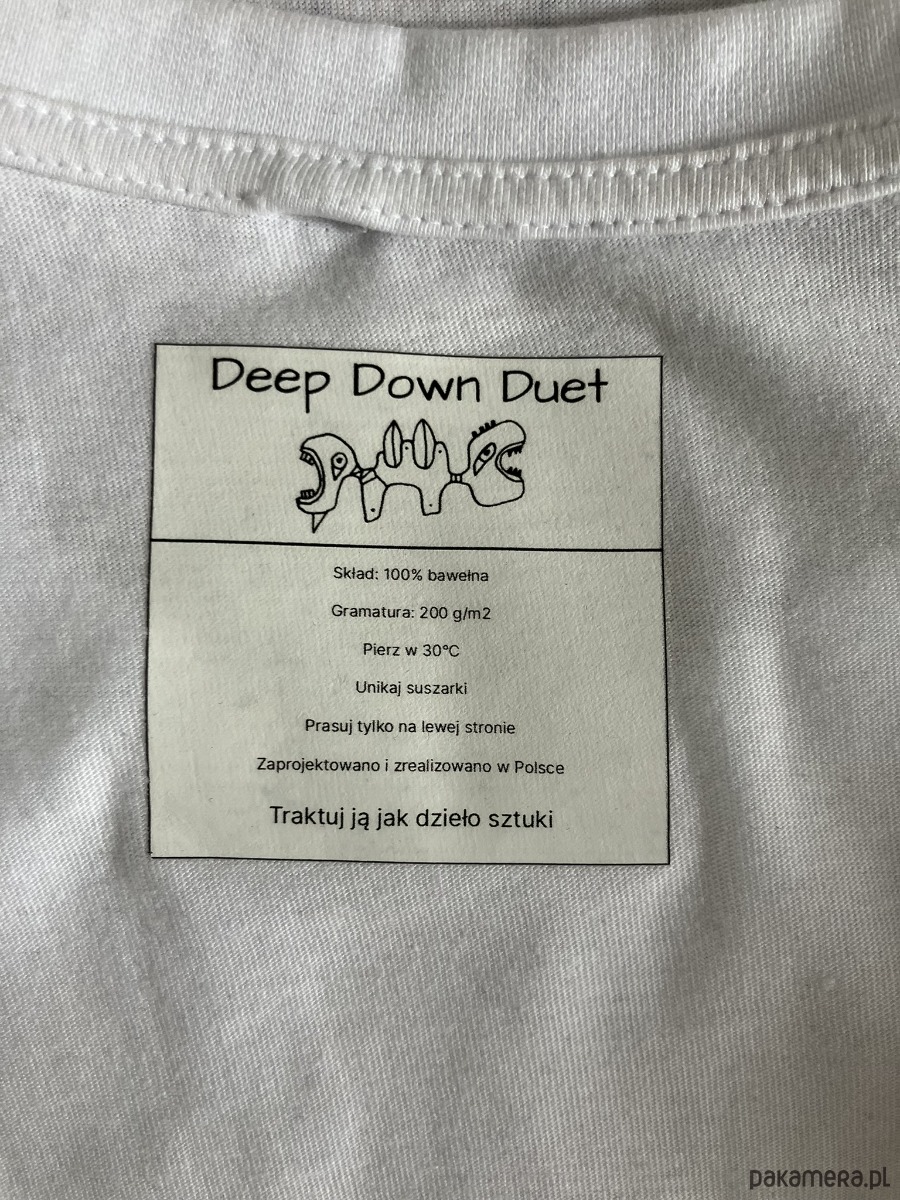 Deep Down Duet
Skład: 100% bawełna
Gramatura: 200 g/m2
Pierz w 30°C
Unikaj suszarki
Prasuj tylko na lewej stronie
Zaprojektowano i zrealizowano w Polsce
Traktuj ją jak dzieło sztuki
pakamera.pl